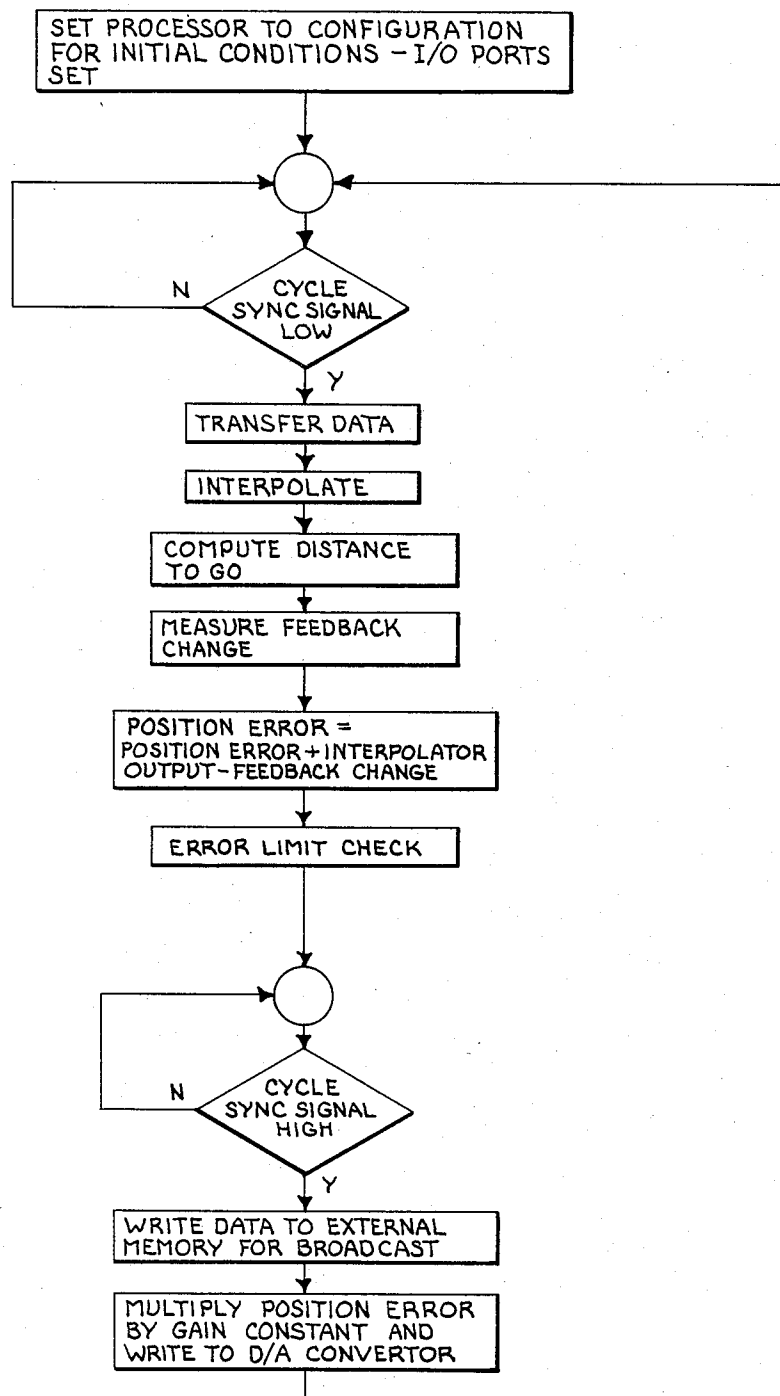 SET PROCESSOR TO CONFIGURATION
FOR INITIAL CONDITIONS - I/O PORTS
SET
N
CYCLE
SYNC SIGNAL
LOW
Y
TRANSFER DATA
INTERPOLATE
COMPUTE DISTANCE
TO GO
MEASURE FEEDBACK
CHANGE
POSITION ERROR =
POSITION ERROR + INTERPOLATOR
OUTPUT - FEEDBACK CHANGE
ERROR LIMIT CHECK
N
CYCLE
SYNC SIGNAL
HIGH
Y
WRITE DATA TO EXTERNAL
MEMORY FOR BROADCAST
MULTIPLY POSITION ERROR
BY GAIN CONSTANT AND
WRITE TO D/A CONVERTOR